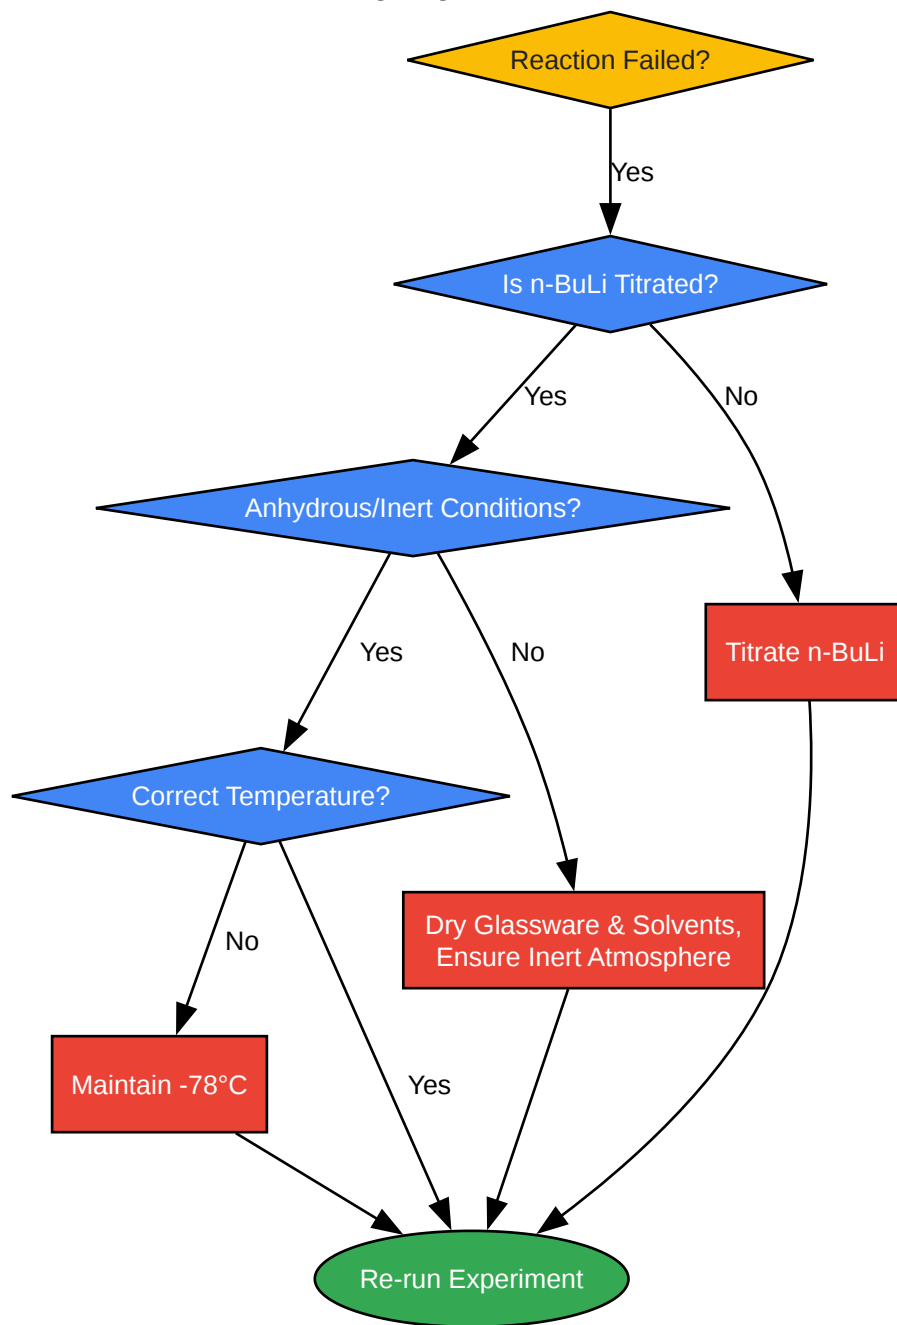 Reaction Failed?
Yes
Is n-BuLi Titrated?
Yes
No
Anhydrous/Inert Conditions?
Yes
No
Titrate n-BuLi
Correct Temperature?
No
Dry Glassware & Solvents,
Ensure Inert Atmosphere
Maintain -78°C
Yes
Re-run Experiment